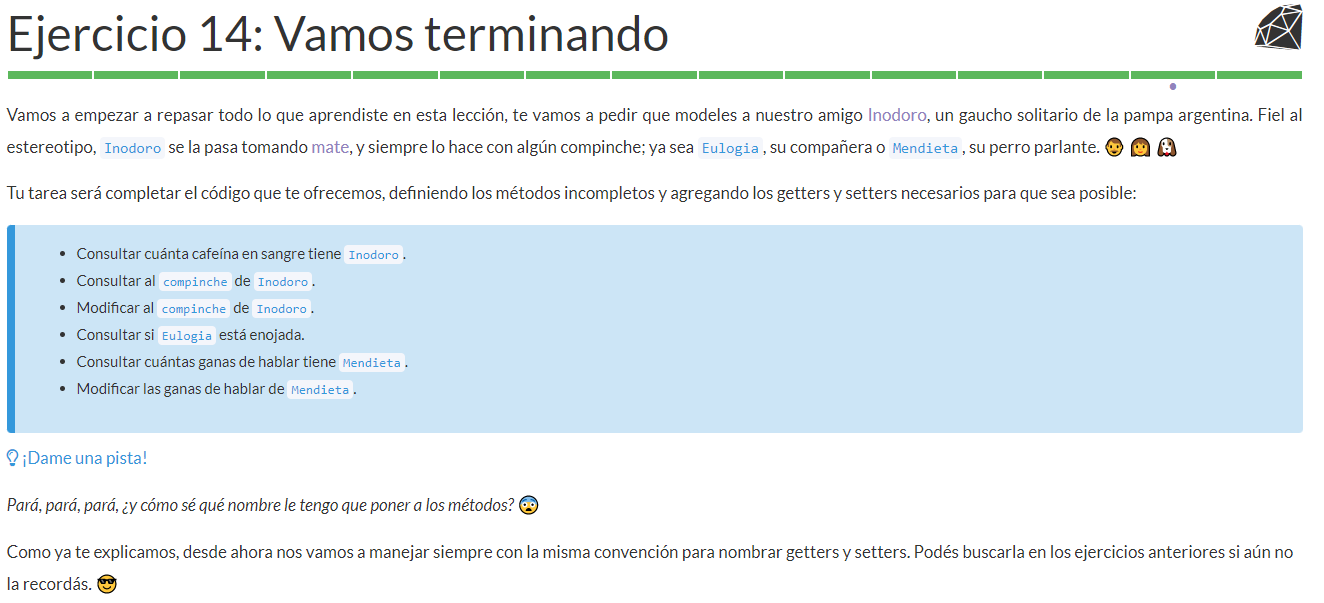 Ejercicio 14: Vamos terminando
Vamos a empezar a repasar todo lo que aprendiste en esta lección, te vamos a pedir que modeles a nuestro amigo Inodoro, un gaucho solitario de la pampa argentina. Fiel al
estereotipo, Inodoro se la pasa tomando mate, y siempre lo hace con algún compinche; ya sea Eulogia, su compañera o Mendieta, su perro parlante. 👨 👩 🐶
Tu tarea será completar el código que te ofrecemos, definiendo los métodos incompletos y agregando los getters y setters necesarios para que sea posible:
• Consultar cuánta cafeína en sangre tiene Inodoro.
• Consultar al compinche de Inodoro.
• Modificar al compinche de Inodoro.
• Consultar si Eulogia está enojada.
• Consultar cuántas ganas de hablar tiene Mendieta.
• Modificar las ganas de hablar de Mendieta.
¡Dame una pista!
Pará, pará, pará, ¿y cómo sé qué nombre le tengo que poner a los métodos? 😨
Como ya te explicamos, desde ahora nos vamos a manejar siempre con la misma convención para nombrar getters y setters. Podés buscarla en los ejercicios anteriores si aún no
la recordás. 😎